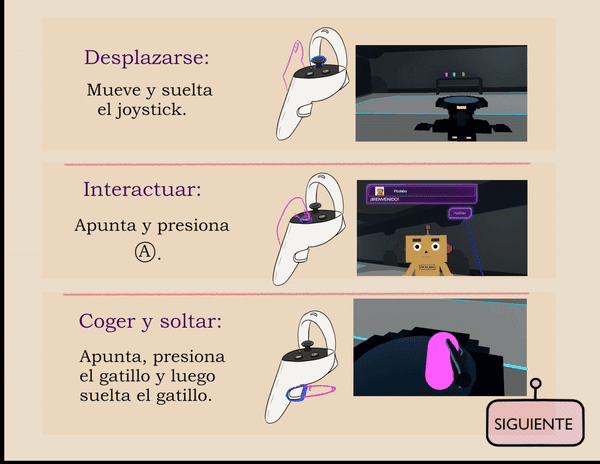 Desplazarse:
Mueve y suelta
el joystick.
Interactuar:
Apunta y presiona
Ⓐ.
¡BIENVENIDO!
Coger y soltar:
Apunta, presiona
el gatillo y luego
suelta el gatillo.
SIGUIENTE